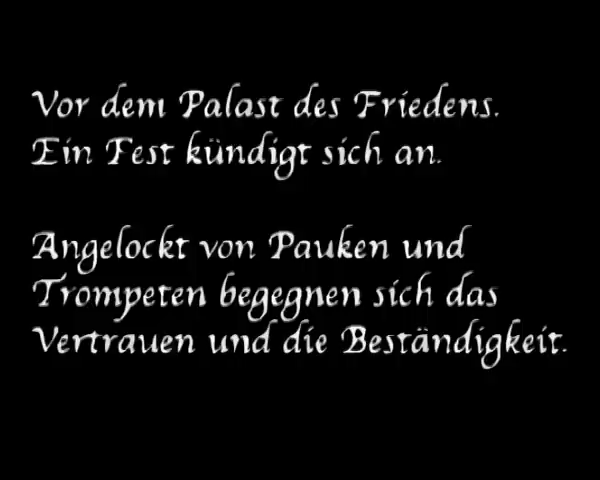 Vor dem Palast des Friedens.
Ein Fest kündigt sich an.
Angelockt von Pauken und
Trompeten begegnen sich das
Vertrauen und die Beständigkeit.